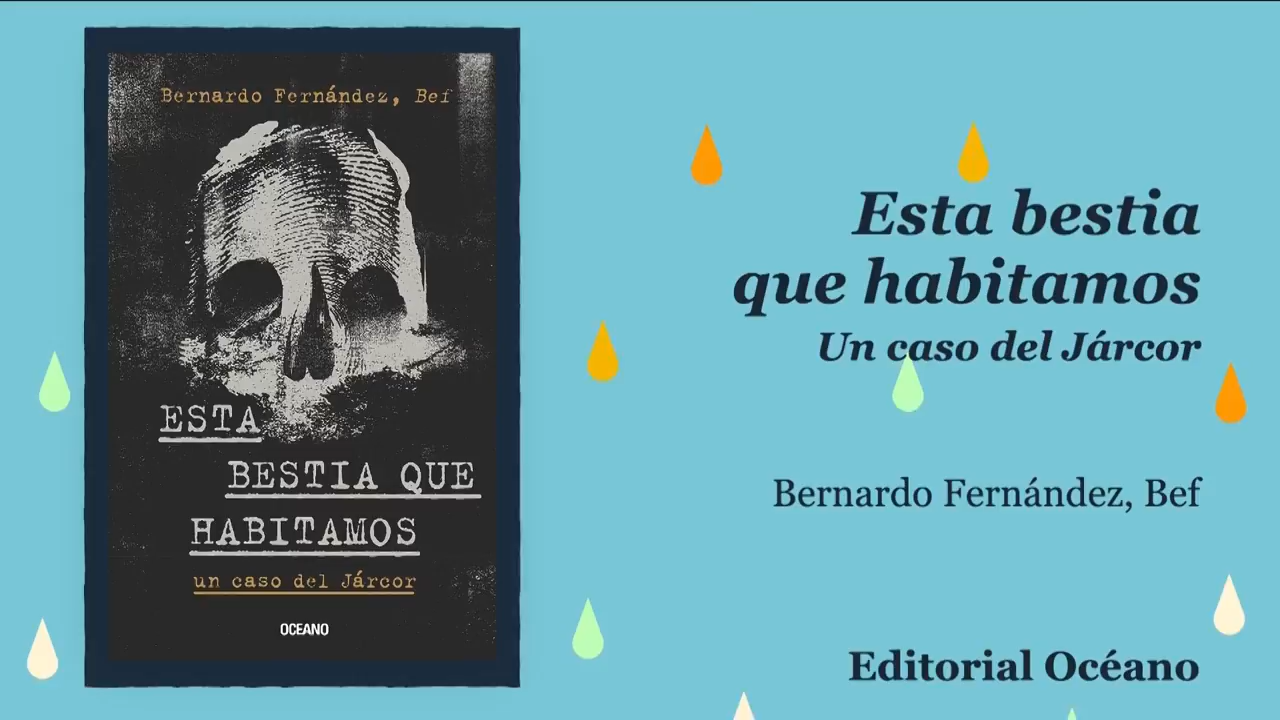 Bernardo Fernández, Bef
ESTA
BESTIA QUE
HABITAMOS
un caso del Járcor
OCEANO
Esta bestia
que habitamos
Un caso del Járcor
Bernardo Fernández, Bef
Editorial Océano